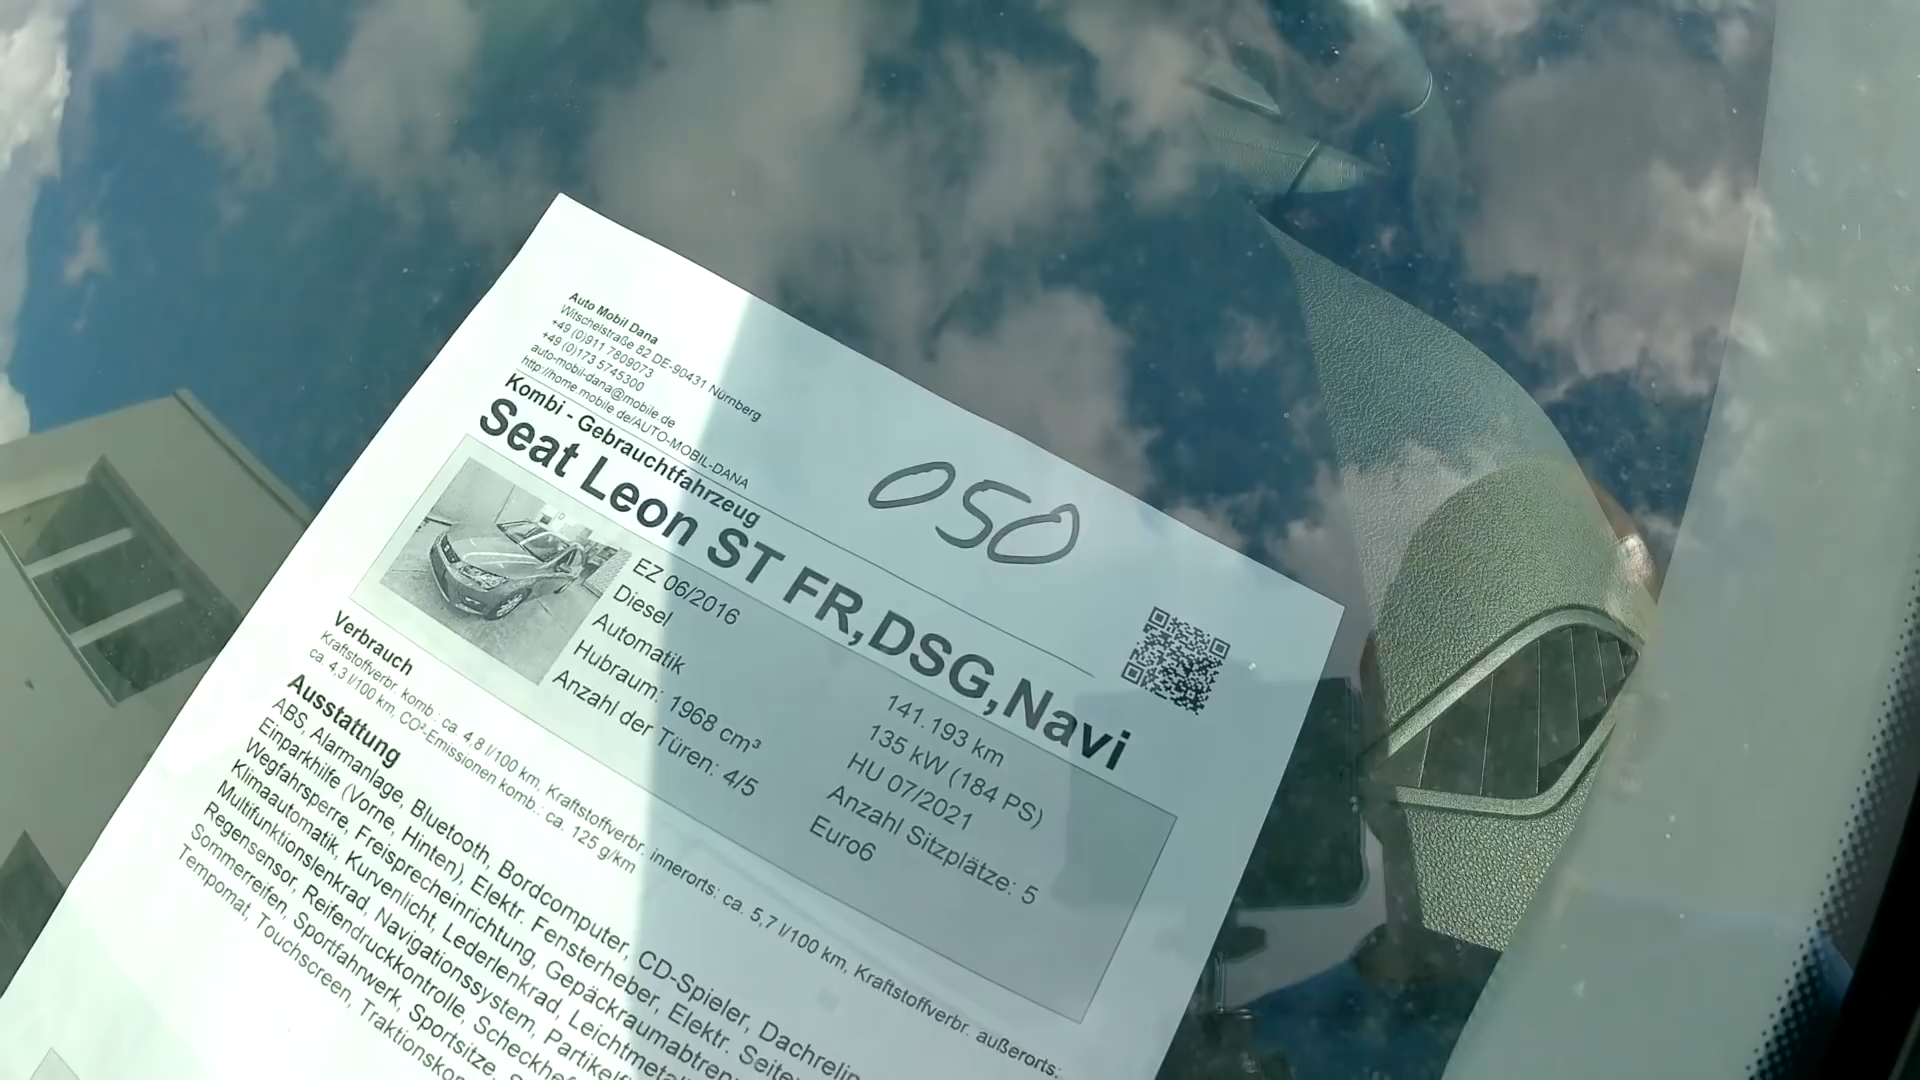 Auto Mobil Dana
Witschelstraße 82 DE-90431 Nürnberg
+49 (0)911 7809073
+49 (0)173 5745300
auto-mobil-dana@mobile.de
http://home.mobile.de/AUTO-MOBIL-DANA
050
Kombi - Gebrauchtfahrzeug
Seat Leon ST FR,DSG,Navi
EZ 06/2016
Diesel
Automatik
Hubraum: 1968 cm³
Anzahl der Türen: 4/5
141.193 km
135 kW (184 PS)
HU 07/2021
Anzahl Sitzplätze: 5
Euro6
Verbrauch
Kraftstoffverbr. komb.: ca. 4,8 l/100 km, Kraftstoffverbr. innerorts: ca. 5,7 l/100 km, Kraftstoffverbr. außerorts:
ca. 4,3 l/100 km, CO²-Emissionen komb.: ca. 125 g/km
Ausstattung
ABS, Alarmanlage, Bluetooth, Bordcomputer, CD-Spieler, Dachrelin
Einparkhilfe (Vorne, Hinten), Elektr. Fensterheber, Elektr. Seite
Wegfahrsperre, Freisprecheinrichtung, Gepäckraumabtren
Klimaautomatik, Kurvenlicht, Lederlenkrad, Leichtmetal
Multifunktionslenkrad, Navigationssystem, Partikelf
Regensensor, Reifendruckkontrolle, Scheckhe
Sommerreifen, Sportfahrwerk, Sportsitze, S
Tempomat, Touchscreen, Traktionskon